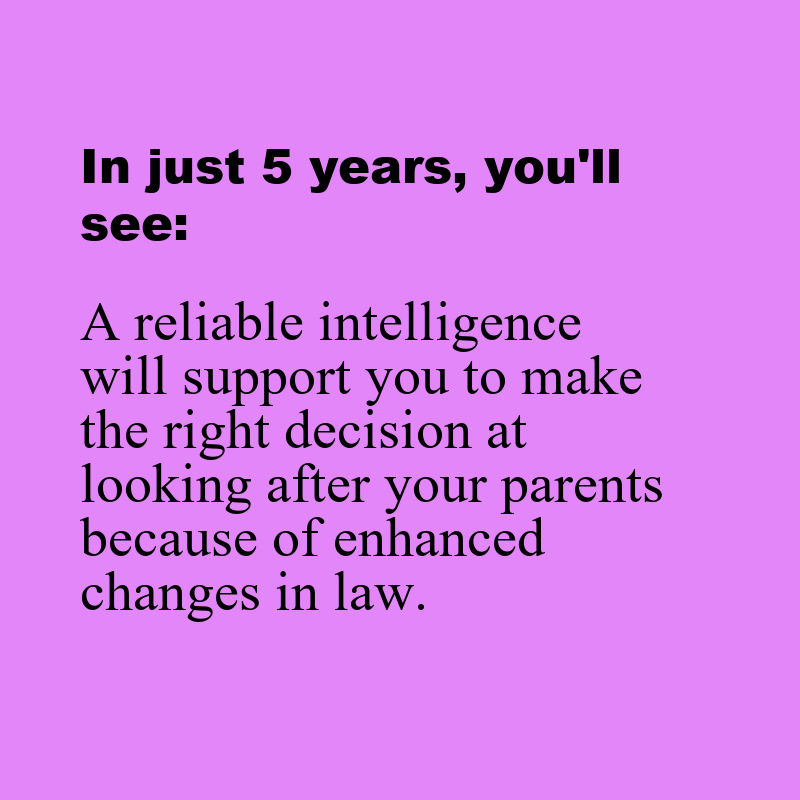 In just 5 years, you'll
see:
A reliable intelligence
will support you to make
the right decision at
looking after your parents
because of enhanced
changes in law.